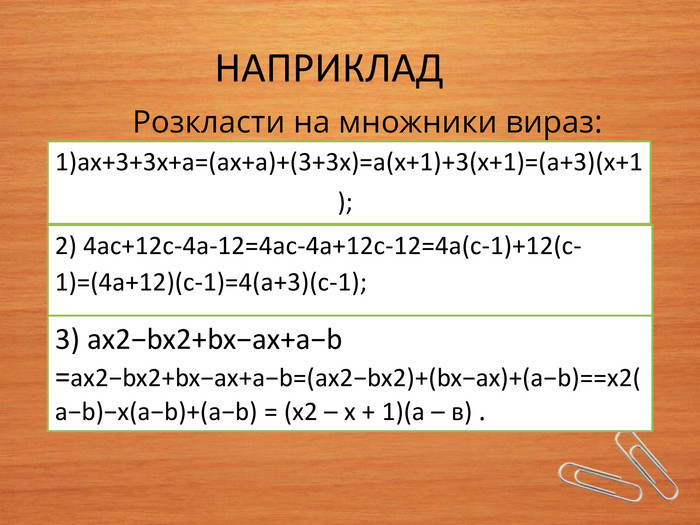 НАПРИКЛАД
Розкласти на множники вираз:
1)ах+3+3х+а=(ах+а)+(3+3х)=а(х+1)+3(х+1)=(а+3)(х+1
);
2) 4ас+12с-4а-12=4ас-4а+12с-12=4а(с-1)+12(с-
1)=(4а+12)(с-1)=4(а+3)(с-1);
3) ax2−bx2+bx−ax+a−b
=ax2−bx2+bx−ax+a−b=(ax2−bx2)+(bx−ax)+(a−b)==x2(
a−b)−x(a−b)+(a−b) = (х2 – х + 1)(а – в) .